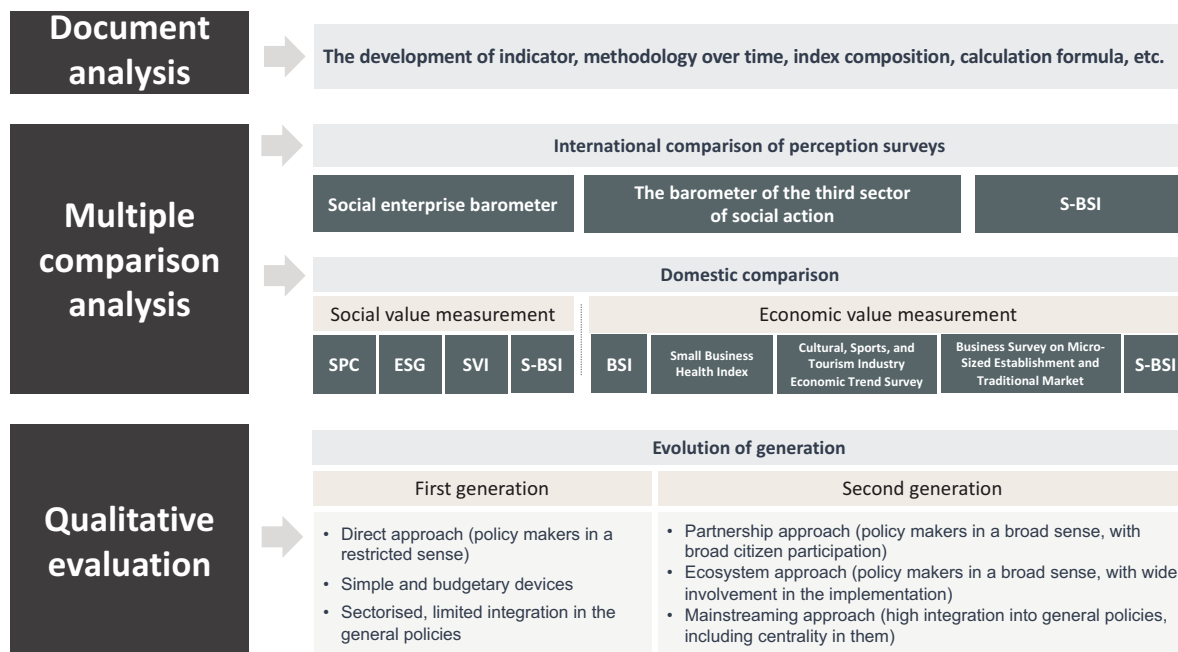 Document
analysis
The development of indicator, methodology over time, index composition, calculation formula, etc.
Multiple
comparison
analysis
International comparison of perception surveys
Social enterprise barometer
The barometer of the third sector
of social action
S-BSI
Domestic comparison
Social value measurement
Economic value measurement
SPC
ESG
SVI
S-BSI
BSI
Small Business
Health Index
Cultural, Sports, and
Tourism Industry
Economic Trend Survey
Business Survey on Micro-
Sized Establishment and
Traditional Market
S-BSI
Qualitative
evaluation
Evolution of generation
First generation
• Direct approach (policy makers in a
restricted sense)
• Simple and budgetary devices
• Sectorised, limited integration in the
general policies
Second generation
• Partnership approach (policy makers in a broad sense, with
broad citizen participation)
• Ecosystem approach (policy makers in a broad sense, with wide
involvement in the implementation)
• Mainstreaming approach (high integration into general policies,
including centrality in them)